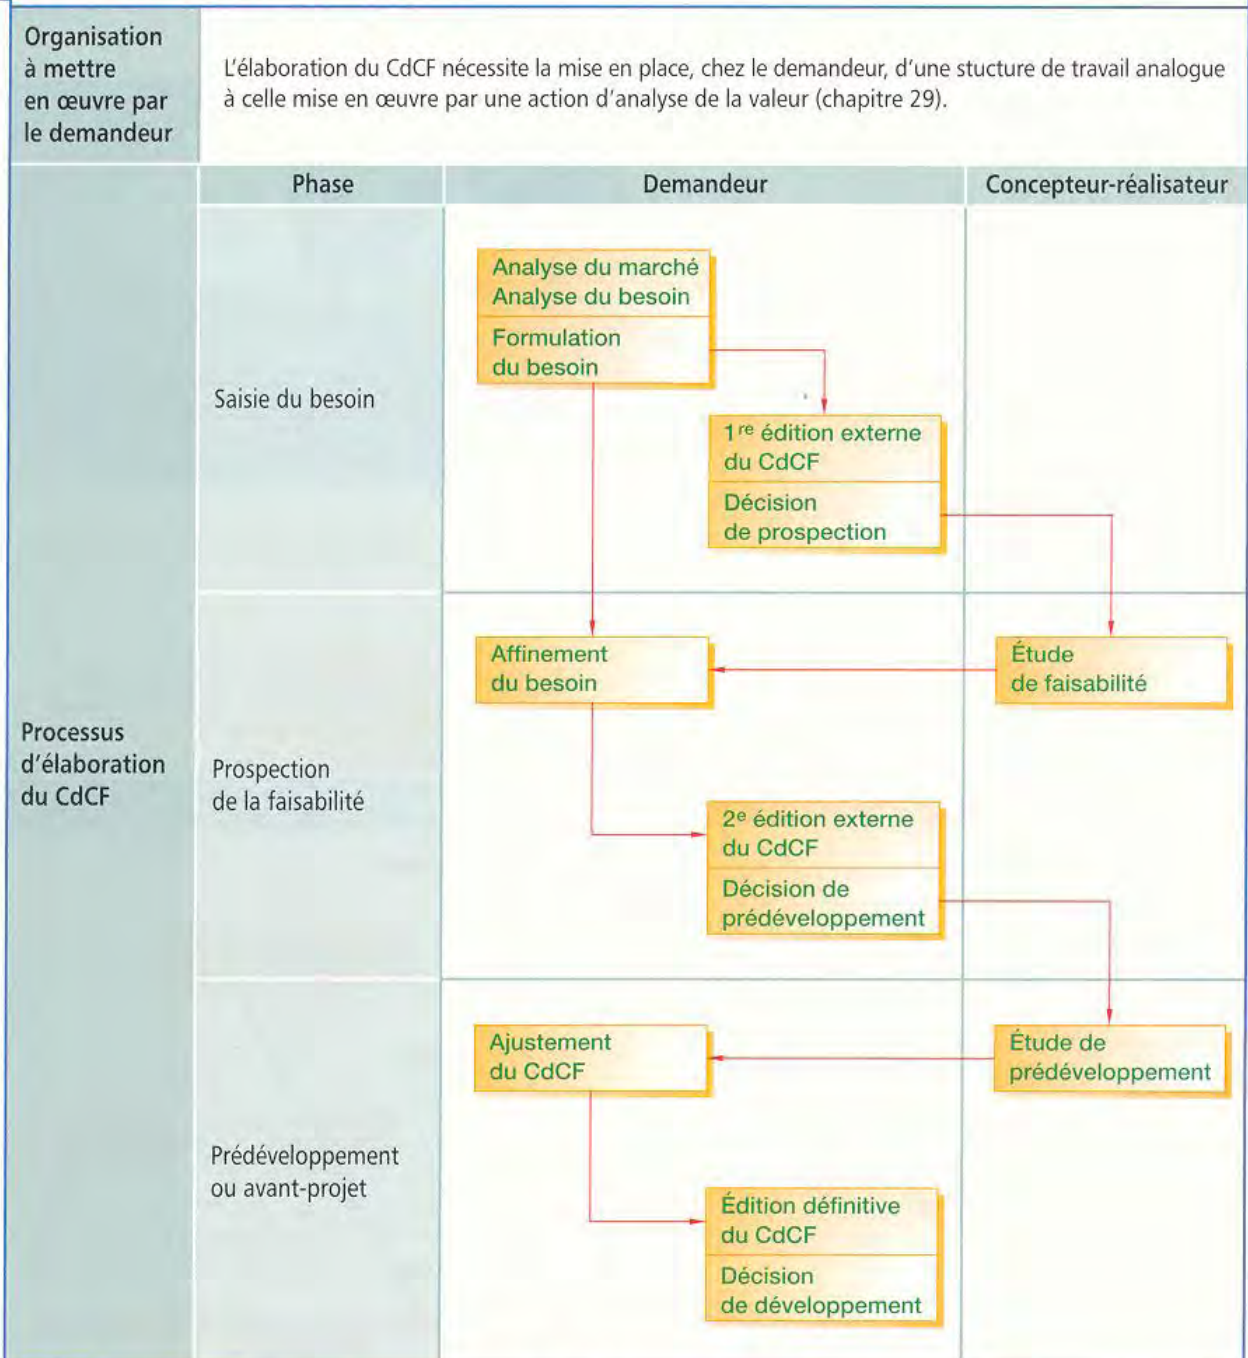 Organisation
à mettre
en œuvre par
le demandeur
L'élaboration du CdCF nécessite la mise en place, chez le demandeur, d'une stucture de travail analogue
à celle mise en œuvre par une action d'analyse de la valeur (chapitre 29).
Phase
Demandeur
Concepteur-réalisateur
Processus
d'élaboration
du CdCF
Saisie du besoin
Analyse du marché
Analyse du besoin
Formulation
du besoin
1re édition externe
du CdCF
Décision
de prospection
Prospection
de la faisabilité
Affinement
du besoin
Étude
de faisabilité
2e édition externe
du CdCF
Décision de
prédéveloppement
Prédéveloppement
ou avant-projet
Ajustement
du CdCF
Étude de
prédéveloppement
Édition définitive
du CdCF
Décision
de développement